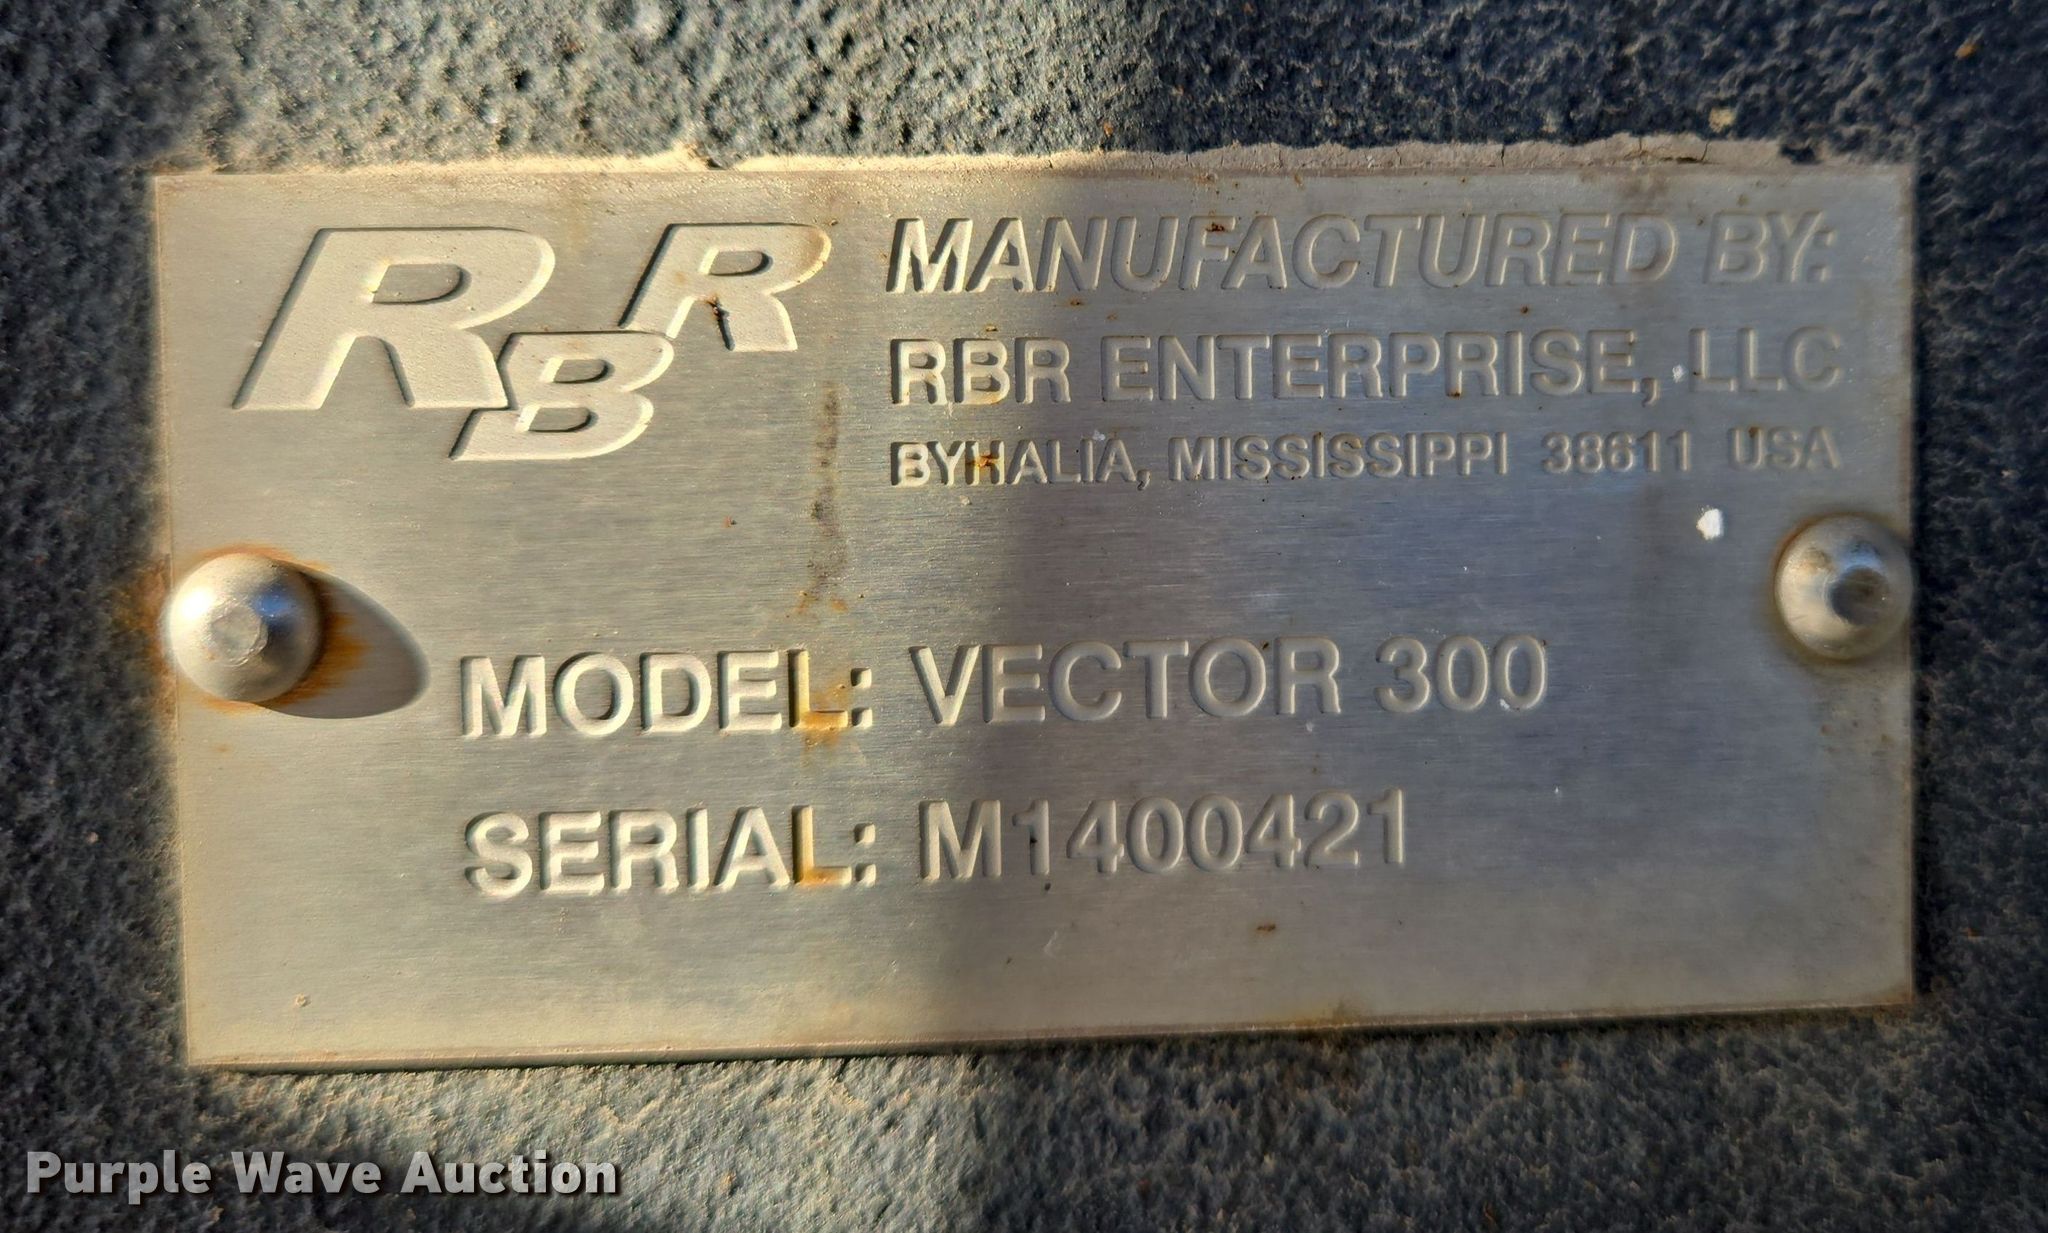 RBR
MANUFACTURED BY:
RBR ENTERPRISE, LLC
BYHALIA, MISSISSIPPI 38611 USA
MODEL: VECTOR 300
SERIAL: M1400421
Purple Wave Auction